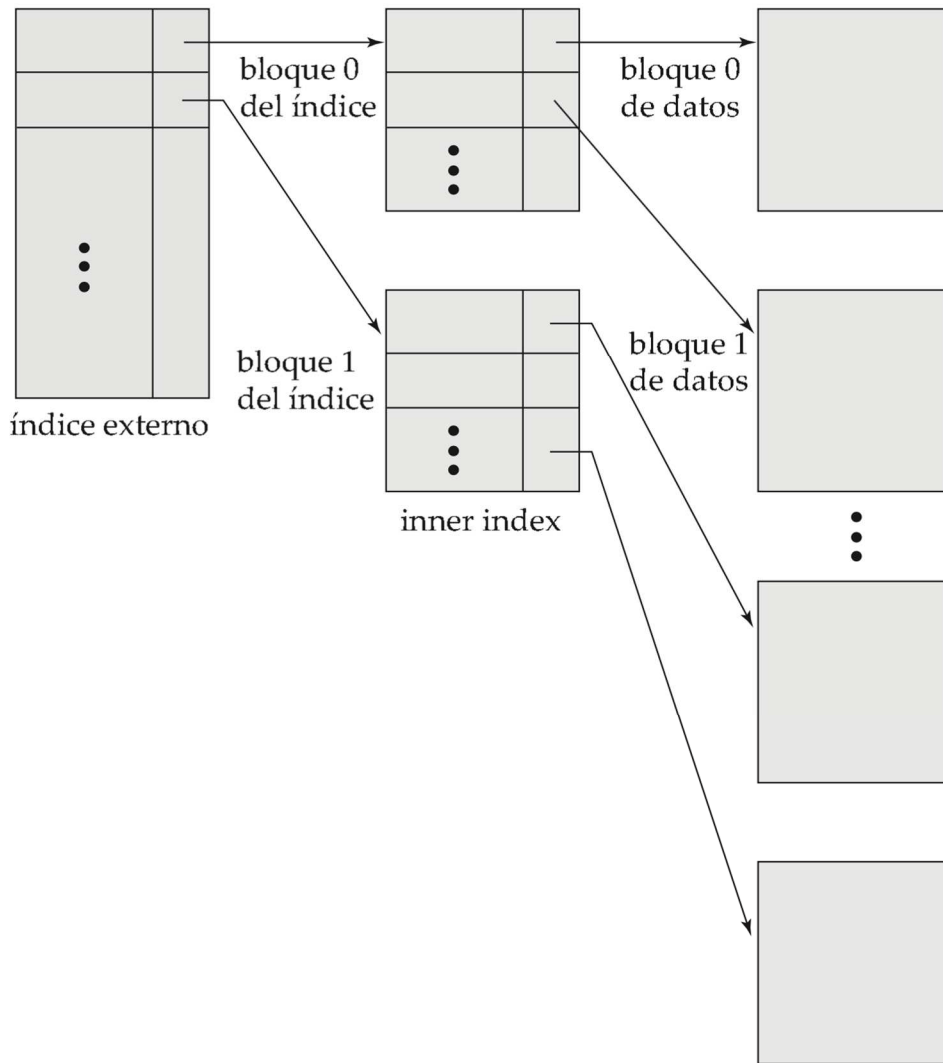 bloque 0
del índice
bloque 0
de datos
bloque 1
del índice
bloque 1
de datos
índice externo
inner index